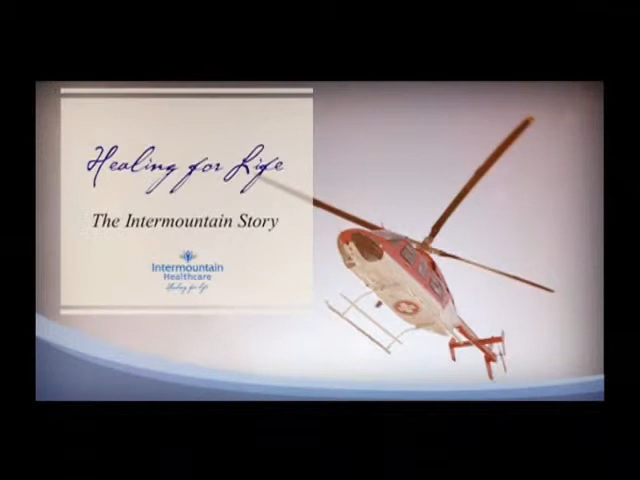 Healing for Life
The Intermountain Story
Intermountain
Healthcare
Healing for life